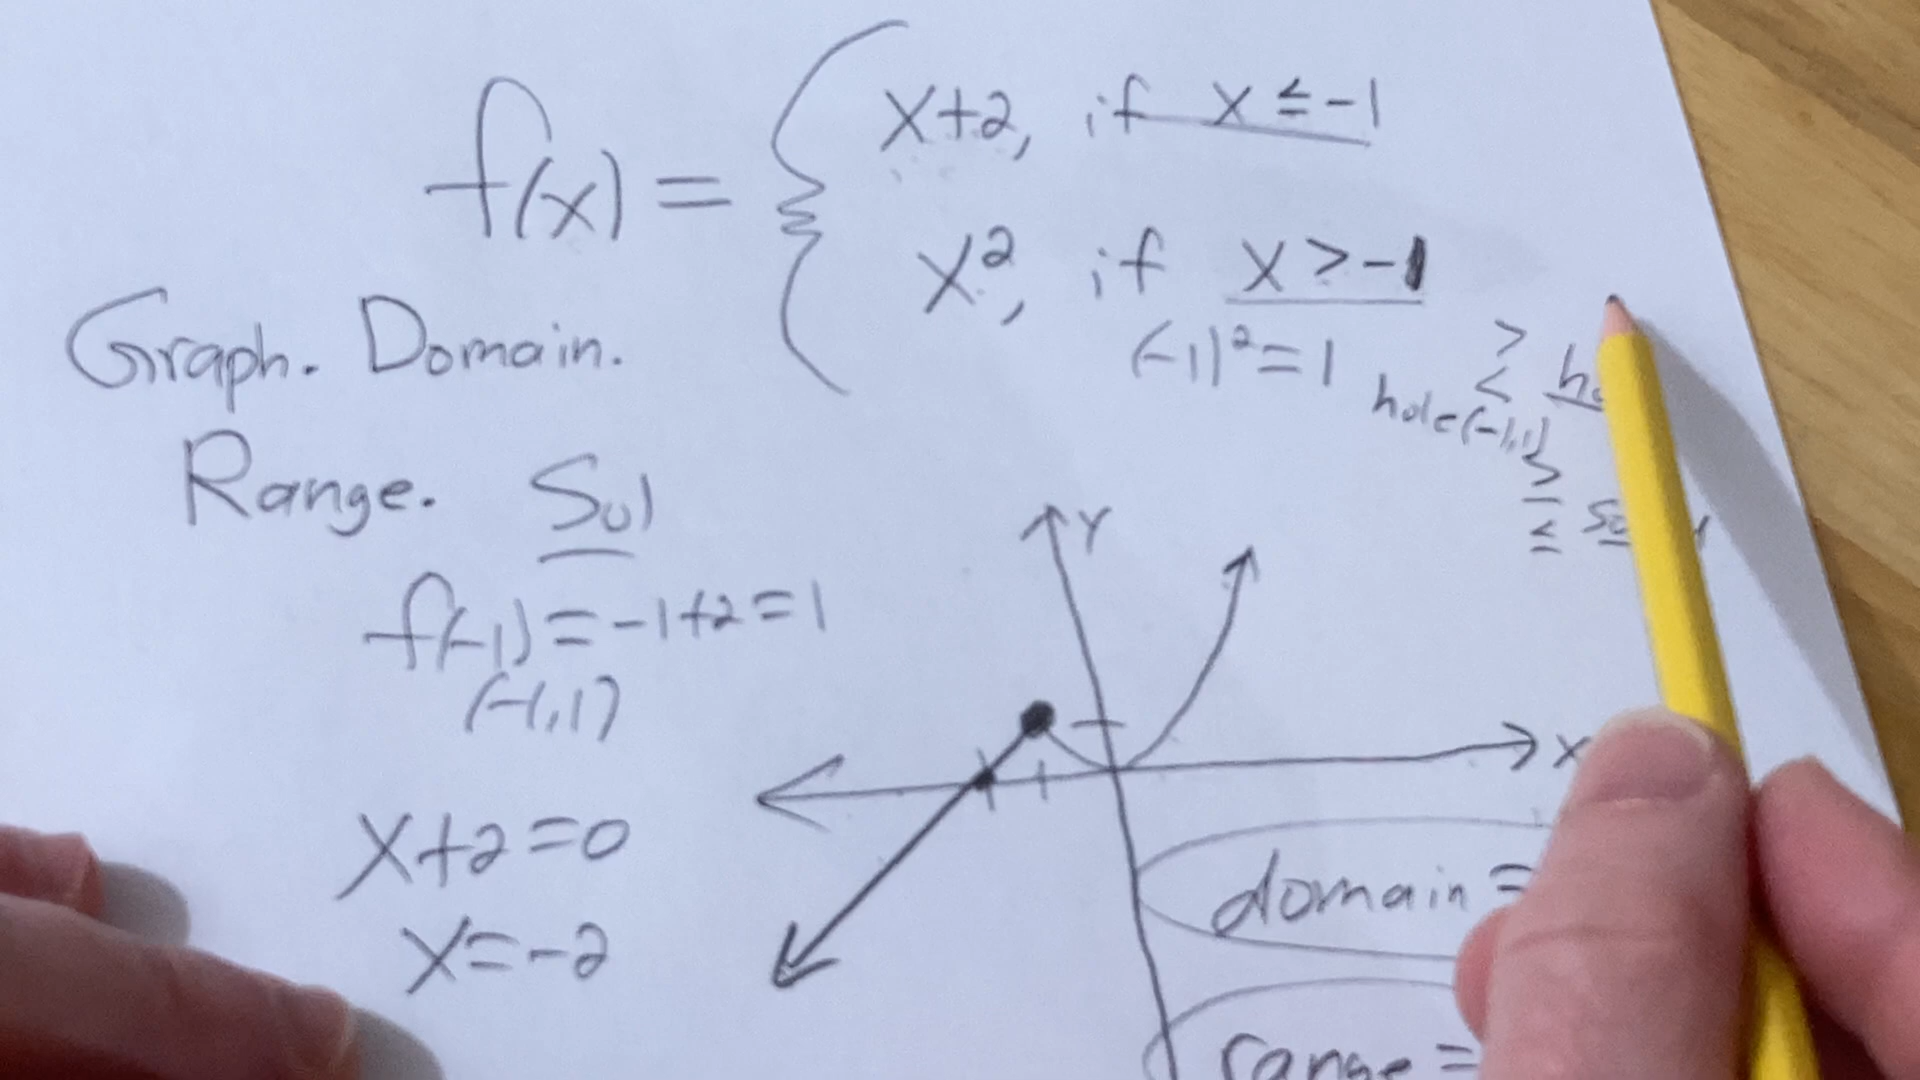 f(x) = { x+2, if x ≤ -1
x², if x > -1
(-1)² = 1
Graph. Domain.
Range. Sol
>
<
hole (-1,1)
≥
≤
f(-1) = -1+2 = 1
(-1,1)
x+2=0
x=-2
Y
x
domain =
range =